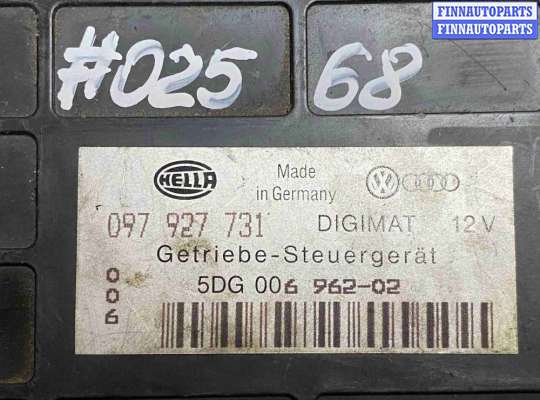 FINNAUTOPARTS
FINNAUTOPARTS
#025 68
HELLA
Made
in Germany
097 927 731 DIGIMAT 12V
Getriebe-Steuergerät
006
5DG 006 962-02